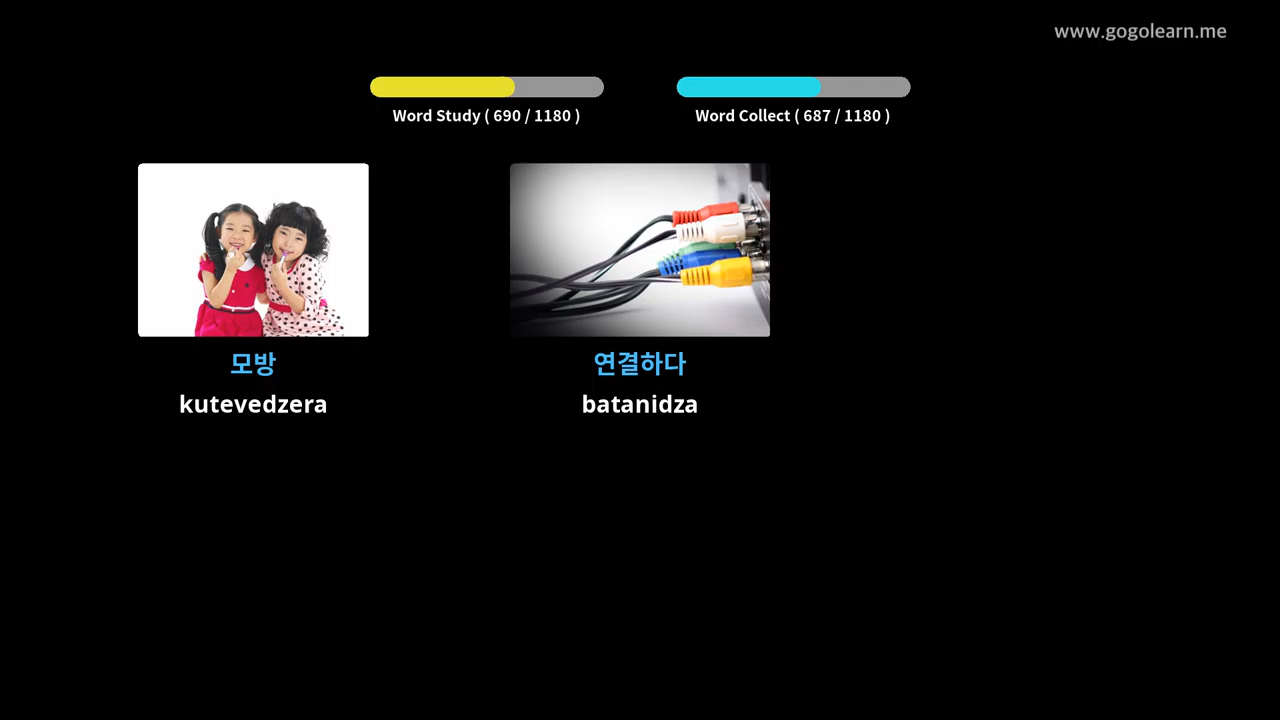 www.gogolearn.me
Word Study ( 690 / 1180 )
Word Collect ( 687 / 1180 )
모방
kutevedzera
연결하다
batanidza